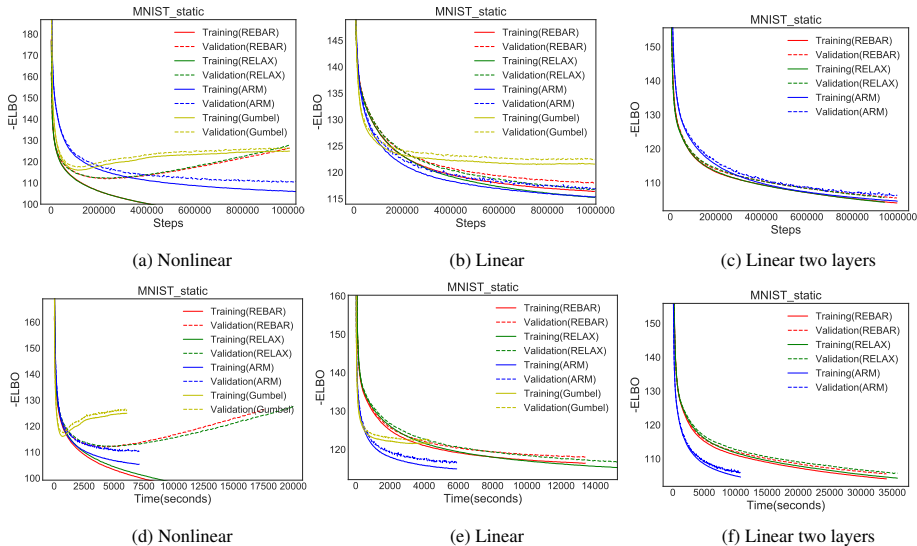 MNIST_static
180
170
160
150
140
130
120
110
100
-ELBO
Training(REBAR)
Validation(REBAR)
Training(RELAX)
Validation(RELAX)
Training(ARM)
Validation(ARM)
Training(Gumbel)
Validation(Gumbel)
0 200000 400000 600000 800000 1000000
Steps
(a) Nonlinear
MNIST_static
145
140
135
130
125
120
115
-ELBO
Training(REBAR)
Validation(REBAR)
Training(RELAX)
Validation(RELAX)
Training(ARM)
Validation(ARM)
Training(Gumbel)
Validation(Gumbel)
0 200000 400000 600000 800000 1000000
Steps
(b) Linear
MNIST_static
150
140
130
120
110
-ELBO
Training(REBAR)
Validation(REBAR)
Training(RELAX)
Validation(RELAX)
Training(ARM)
Validation(ARM)
0 200000 400000 600000 800000 1000000
Steps
(c) Linear two layers
MNIST_static
160
150
140
130
120
110
100
-ELBO
Training(REBAR)
Validation(REBAR)
Training(RELAX)
Validation(RELAX)
Training(ARM)
Validation(ARM)
Training(Gumbel)
Validation(Gumbel)
0 2500 5000 7500 10000 12500 15000 17500 20000
Time(seconds)
(d) Nonlinear
MNIST_static
160
150
140
130
120
-ELBO
Training(REBAR)
Validation(REBAR)
Training(RELAX)
Validation(RELAX)
Training(ARM)
Validation(ARM)
Training(Gumbel)
Validation(Gumbel)
0 2000 4000 6000 8000 10000 12000 14000
Time(seconds)
(e) Linear
MNIST_static
150
140
130
120
110
-ELBO
Training(REBAR)
Validation(REBAR)
Training(RELAX)
Validation(RELAX)
Training(ARM)
Validation(ARM)
0 5000 10000 15000 20000 25000 30000 35000
Time(seconds)
(f) Linear two layers